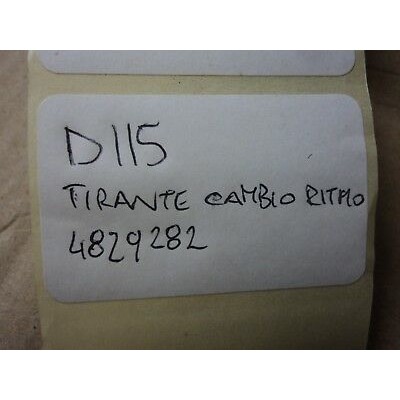 D115
TIRANTE CAMBIO RITMO
4829282